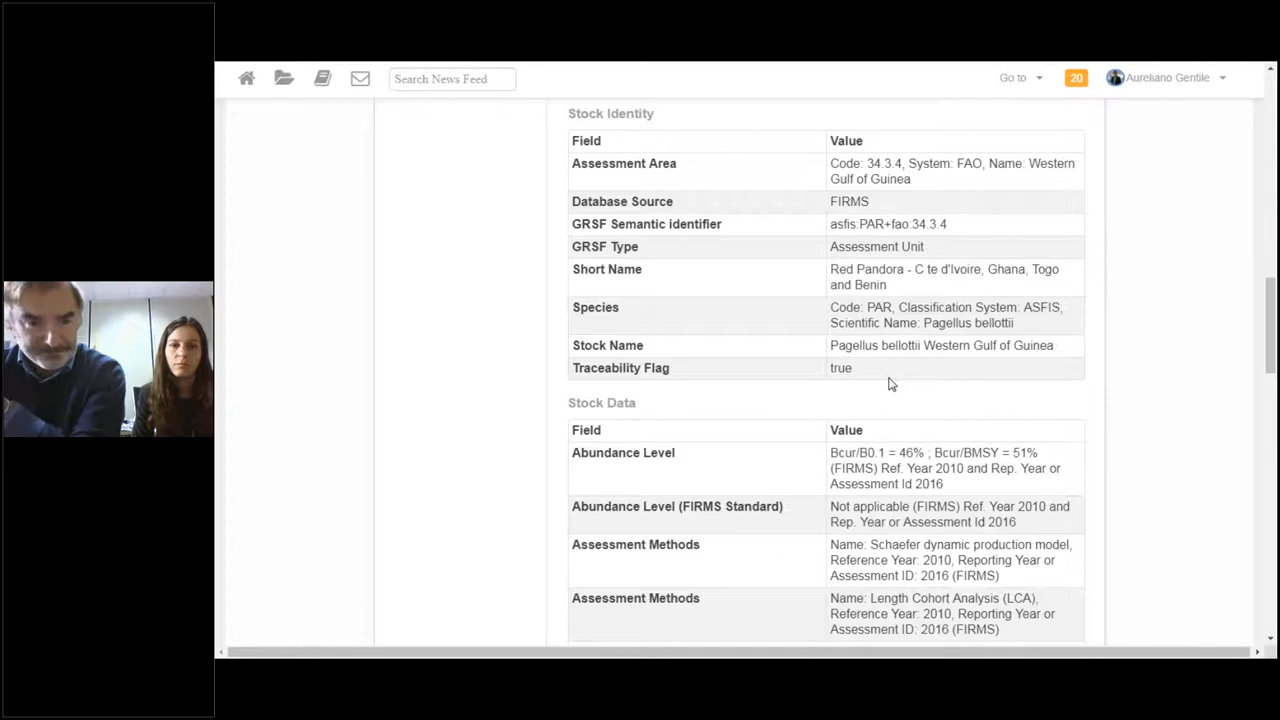 Search News Feed
Go to
20
Aureliano Gentile
Stock Identity
Field Value
Assessment Area Code: 34.3.4, System: FAO, Name: Western
Gulf of Guinea
Database Source FIRMS
GRSF Semantic identifier asfis:PAR+fao:34.3.4
GRSF Type Assessment Unit
Short Name Red Pandora - C te d'Ivoire, Ghana, Togo
and Benin
Species Code: PAR, Classification System: ASFIS,
Scientific Name: Pagellus bellottii
Stock Name Pagellus bellottii Western Gulf of Guinea
Traceability Flag true
Stock Data
Field Value
Abundance Level Bcur/B0.1 = 46% ; Bcur/BMSY = 51%
(FIRMS) Ref. Year 2010 and Rep. Year or
Assessment Id 2016
Abundance Level (FIRMS Standard) Not applicable (FIRMS) Ref. Year 2010 and
Rep. Year or Assessment Id 2016
Assessment Methods Name: Schaefer dynamic production model,
Reference Year: 2010, Reporting Year or
Assessment ID: 2016 (FIRMS)
Assessment Methods Name: Length Cohort Analysis (LCA),
Reference Year: 2010, Reporting Year or
Assessment ID: 2016 (FIRMS)